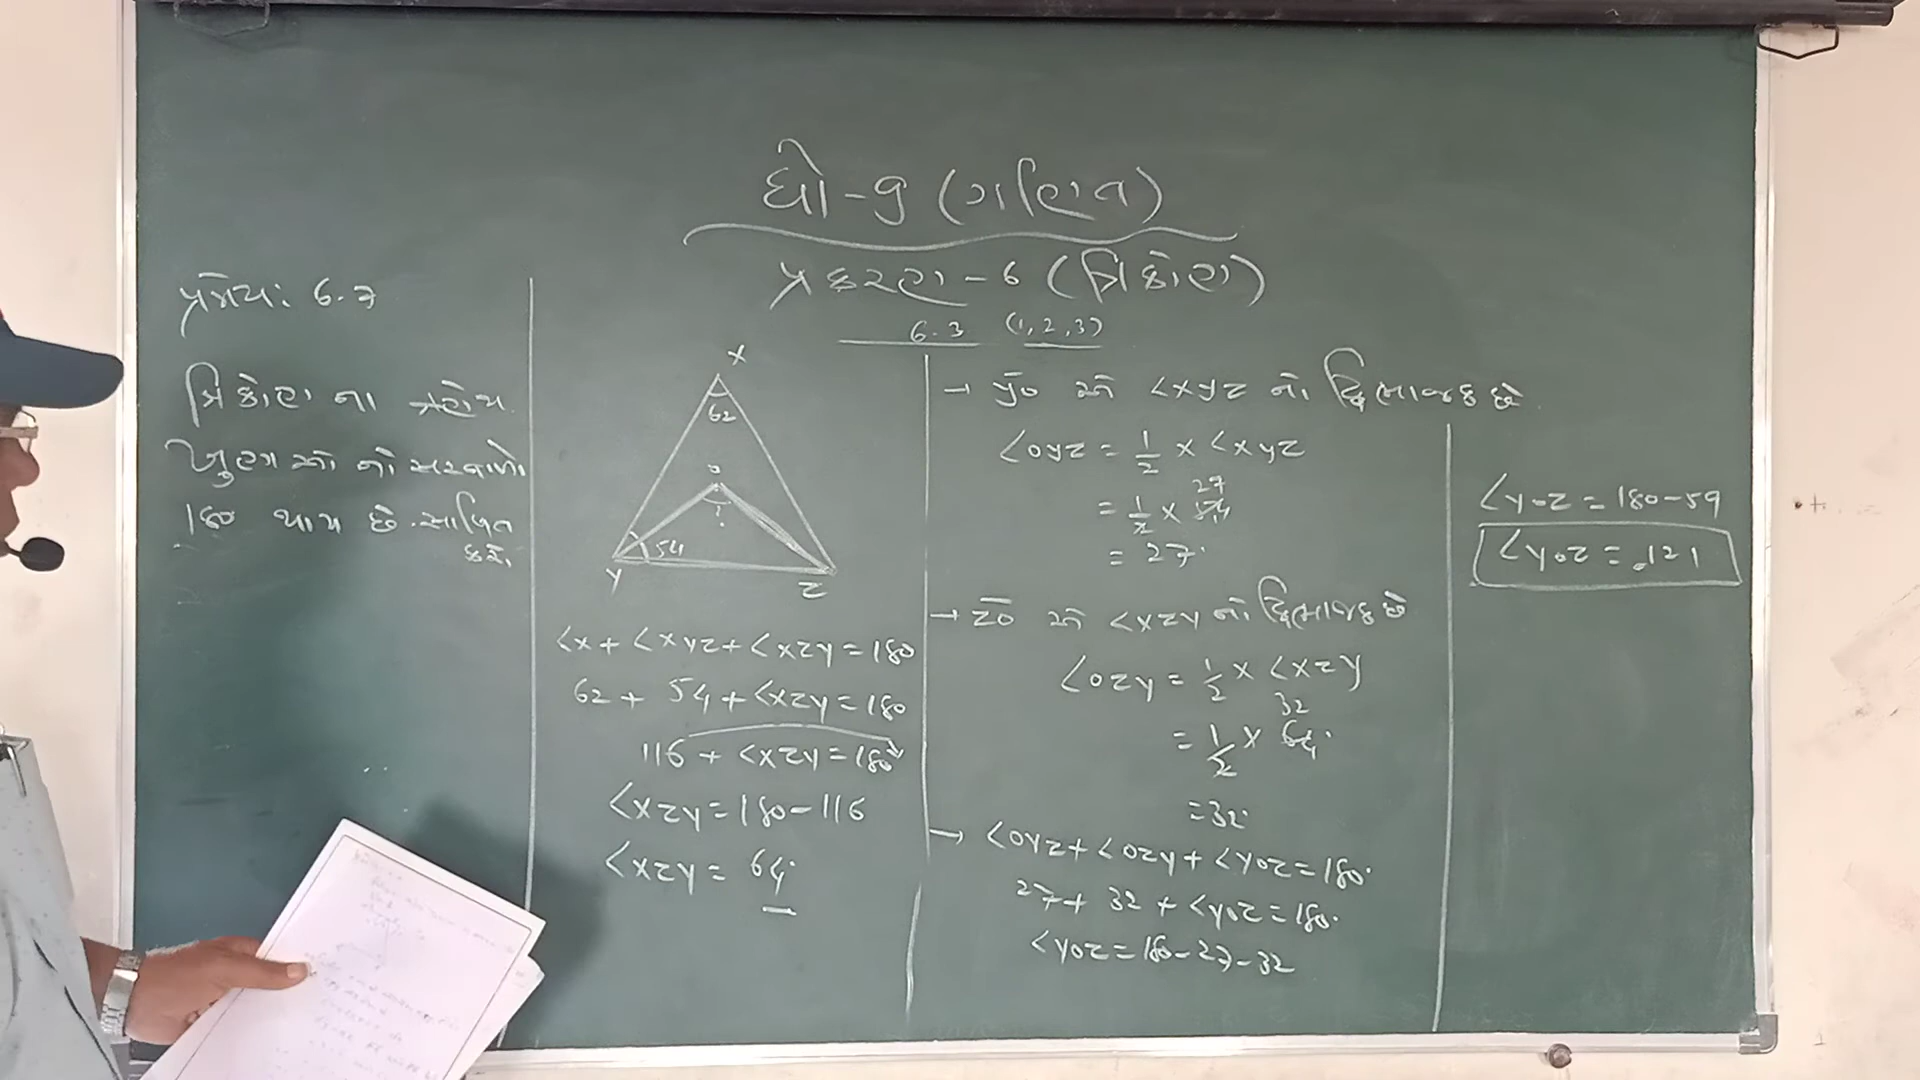 ધો-9 (ગણિત)
પ્રકરણ-6 (ત્રિકોણ)
6.3 (1,2,3)
પ્રમેય: 6.7
ત્રિકોણ ના
ખુણાઓ નો સરવાળો
180 થાય છે. સાબિત
કરો.
X
62
O
?
54
Y
Z
<x+<xyz+<xzy=180
62+54+<xzy=180
116+<xzy=180
<xzy=180-116
<xzy=64°
→ yo એ <xyz નો દ્વિભાજક છે.
<oyz=1/2×<xyz
27
=1/2×54
=27°
→ zo એ <xzy નો દ્વિભાજક છે
<ozy=1/2×<xzy
32
=1/2×64°
=32°
→ <oyz+<ozy+<yoz=180°
27+32+<yoz=180°
<yoz=180-27-32
<yoz=180-59
<yoz=121